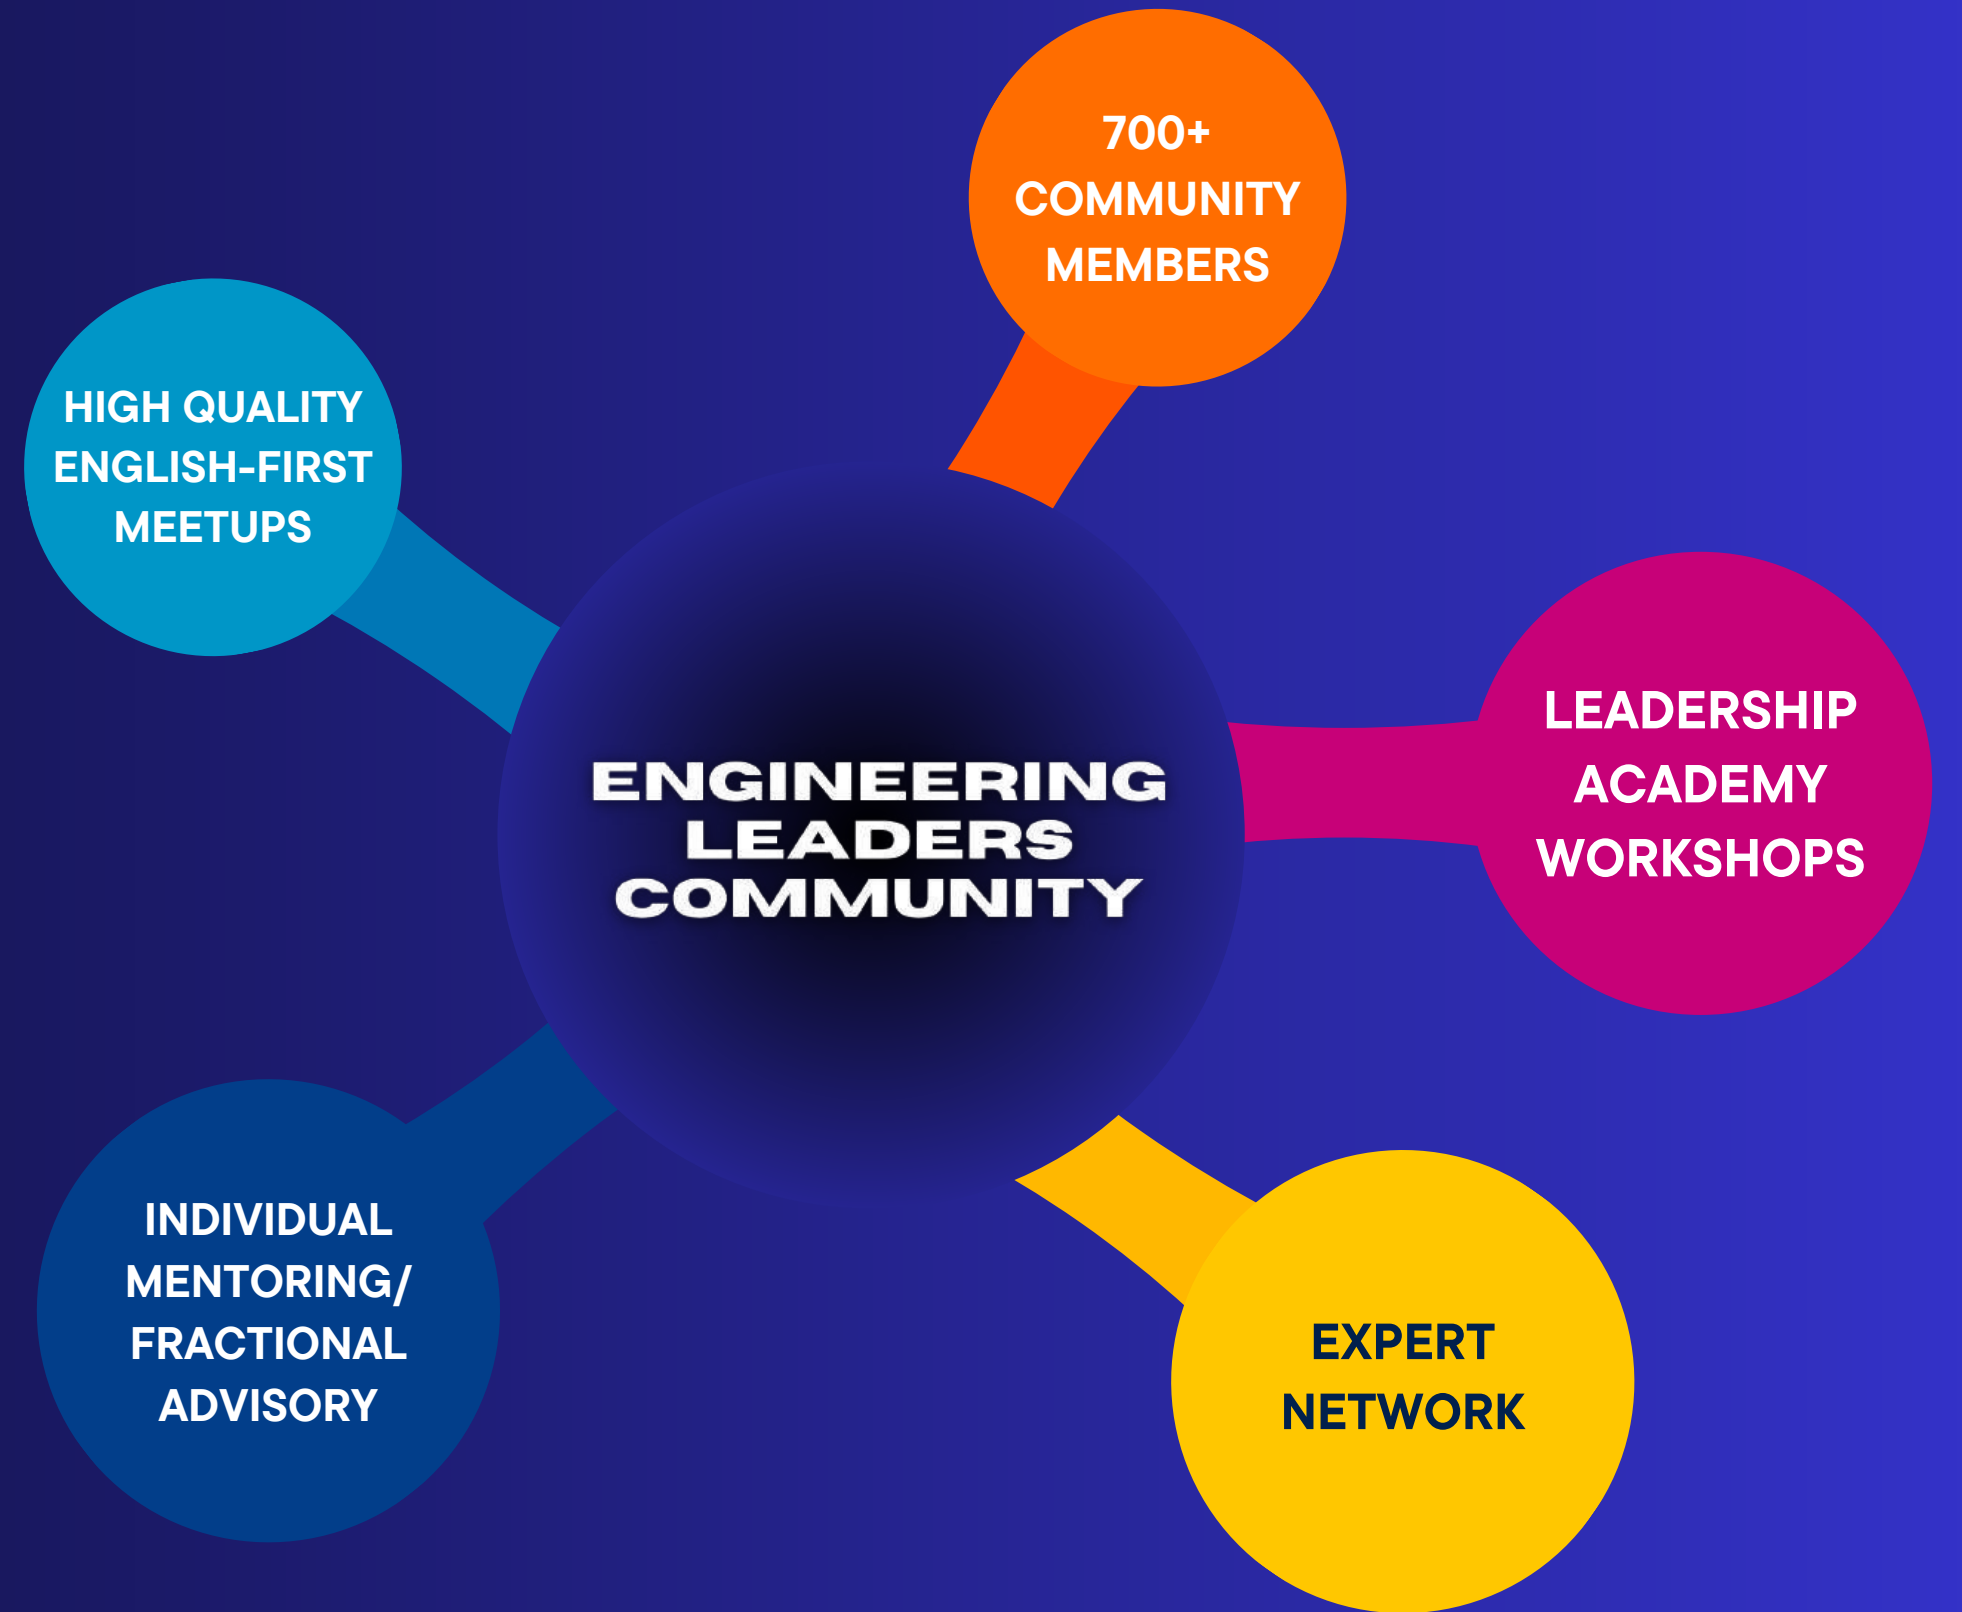 700+
COMMUNITY
MEMBERS
HIGH QUALITY
ENGLISH-FIRST
MEETUPS
LEADERSHIP
ACADEMY
WORKSHOPS
ENGINEERING
LEADERS
COMMUNITY
INDIVIDUAL
MENTORING/
FRACTIONAL
ADVISORY
EXPERT
NETWORK